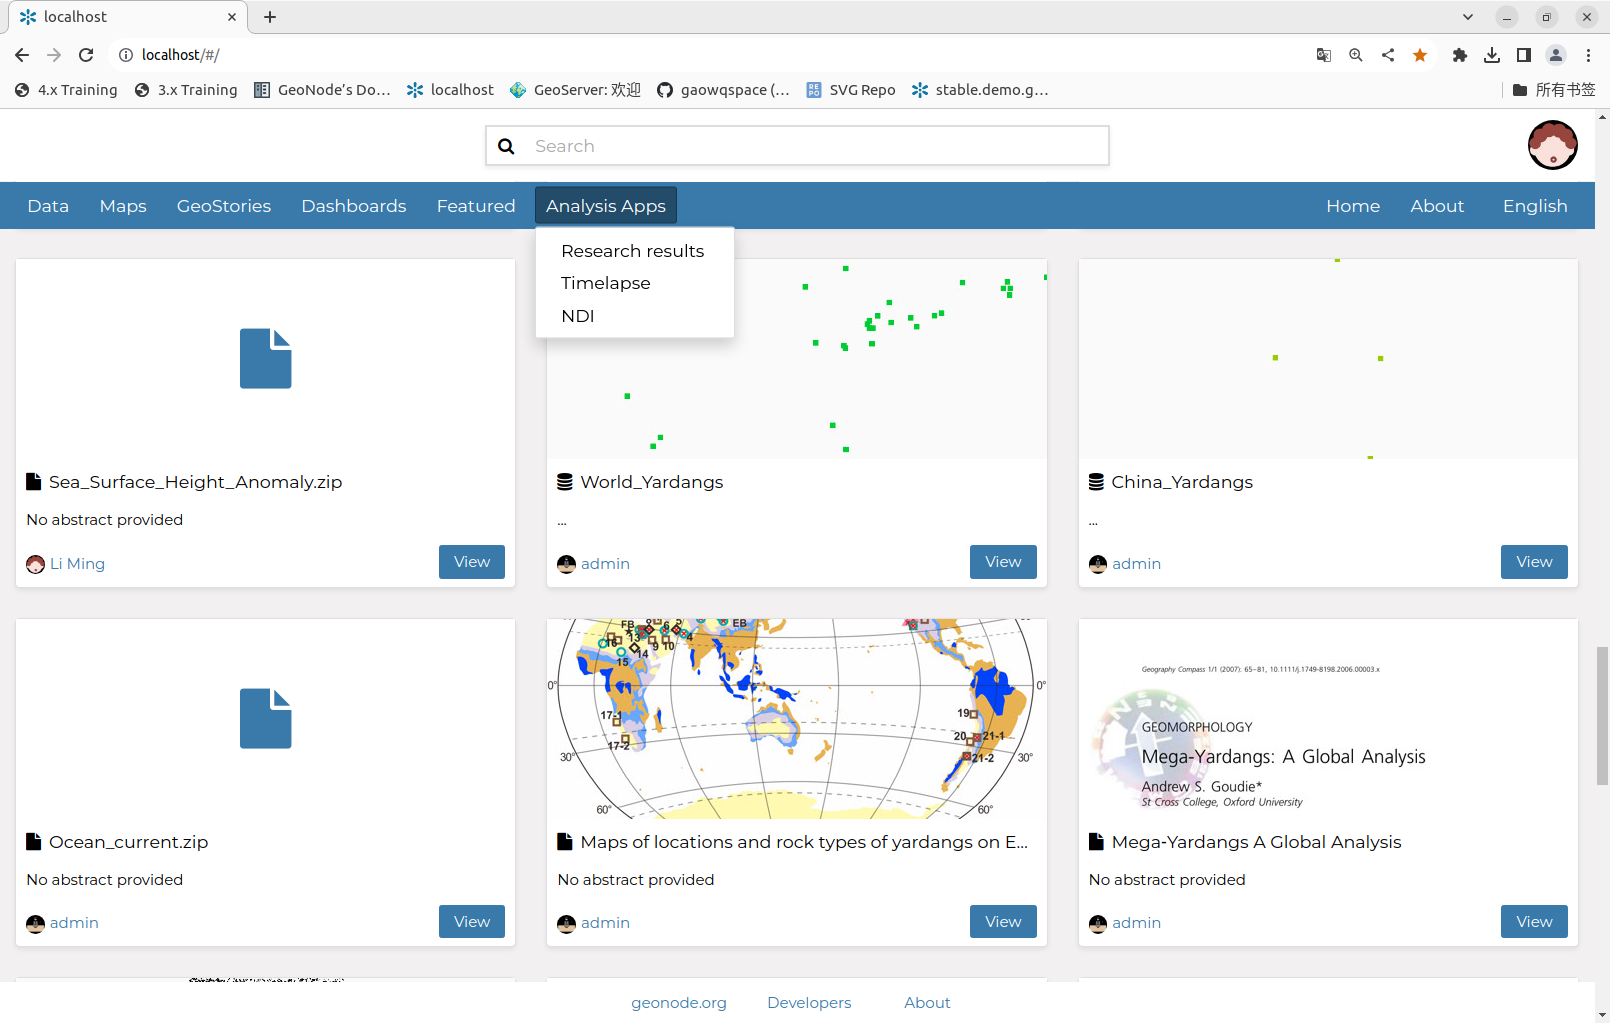 localhost
localhost/#/
4.x Training
3.x Training
GeoNode's Do...
localhost
GeoServer: 欢迎
gaowqspace (...
REPO
SVG Repo
stable.demo.g...
所有书签
Search
Data
Maps
GeoStories
Dashboards
Featured
Analysis Apps
Home
About
English
Research results
Timelapse
NDI
Sea_Surface_Height_Anomaly.zip
No abstract provided
Li Ming
View
World_Yardangs
...
admin
View
China_Yardangs
...
admin
View
Ocean_current.zip
No abstract provided
admin
View
FB
EB
13
6
5
4
16
9 10
14
15
0°
0°
17-1
17-2
19
20
21-1
21-2
30°
30°
60°
60°
Maps of locations and rock types of yardangs on E...
No abstract provided
admin
View
Geography Compass 1/1 (2007): 65–81, 10.1111/j.1749-8198.2006.00003.x
GEOMORPHOLOGY
Mega-Yardangs: A Global Analysis
Andrew S. Goudie*
St Cross College, Oxford University
Mega-Yardangs A Global Analysis
No abstract provided
admin
View
geonode.org
Developers
About